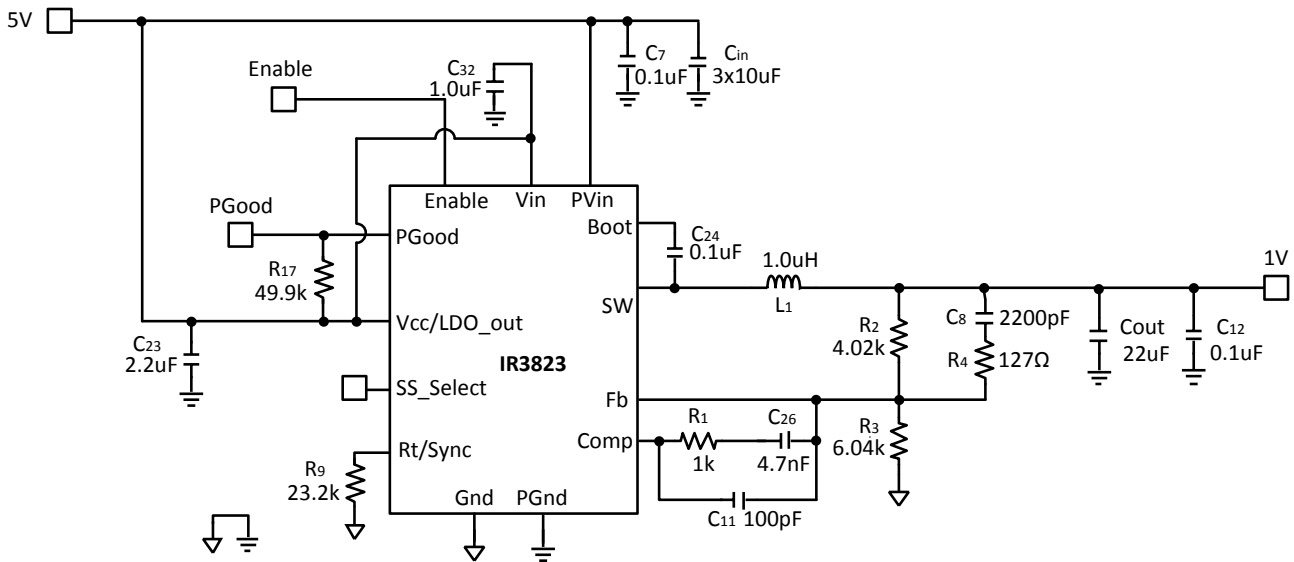 5V
C7
0.1uF
Cin
3x10uF
Enable
C32
1.0uF
Enable
Vin
PVin
PGood
PGood
Boot
C24
0.1uF
1.0uH
L1
1V
R17
49.9k
SW
Vcc/LDO_out
C23
2.2uF
IR3823
R2
4.02k
C8
2200pF
R4
127Ω
Cout
22uF
C12
0.1uF
SS_Select
Fb
Comp
R1
1k
C26
4.7nF
R3
6.04k
Rt/Sync
R9
23.2k
Gnd
PGnd
C11
100pF